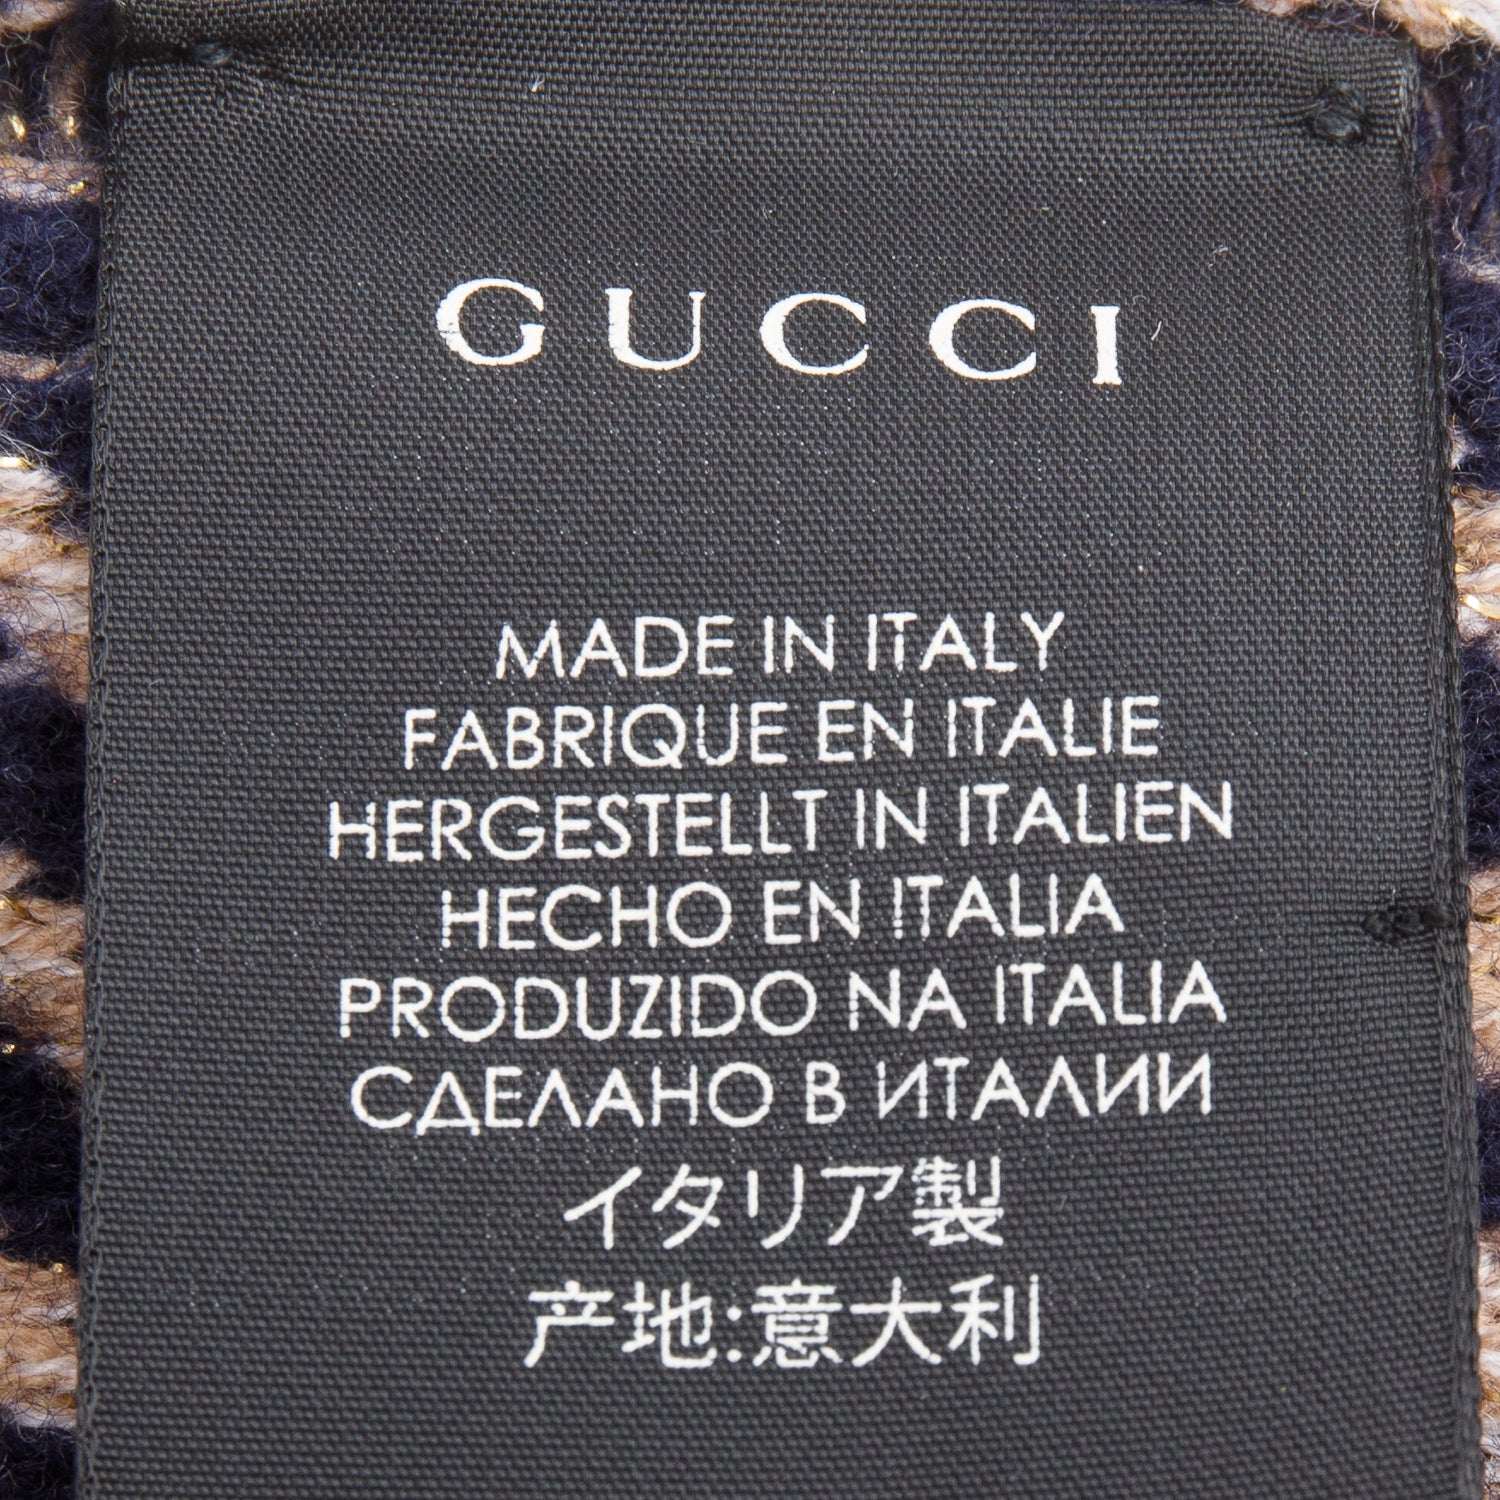 GUCCI
MADE IN ITALY
FABRIQUE EN ITALIE
HERGESTELLT IN ITALIEN
HECHO EN ITALIA
PRODUZIDO NA ITALIA
СДЕЛАНО В ИТАЛИИ
イタリア製
产地:意大利